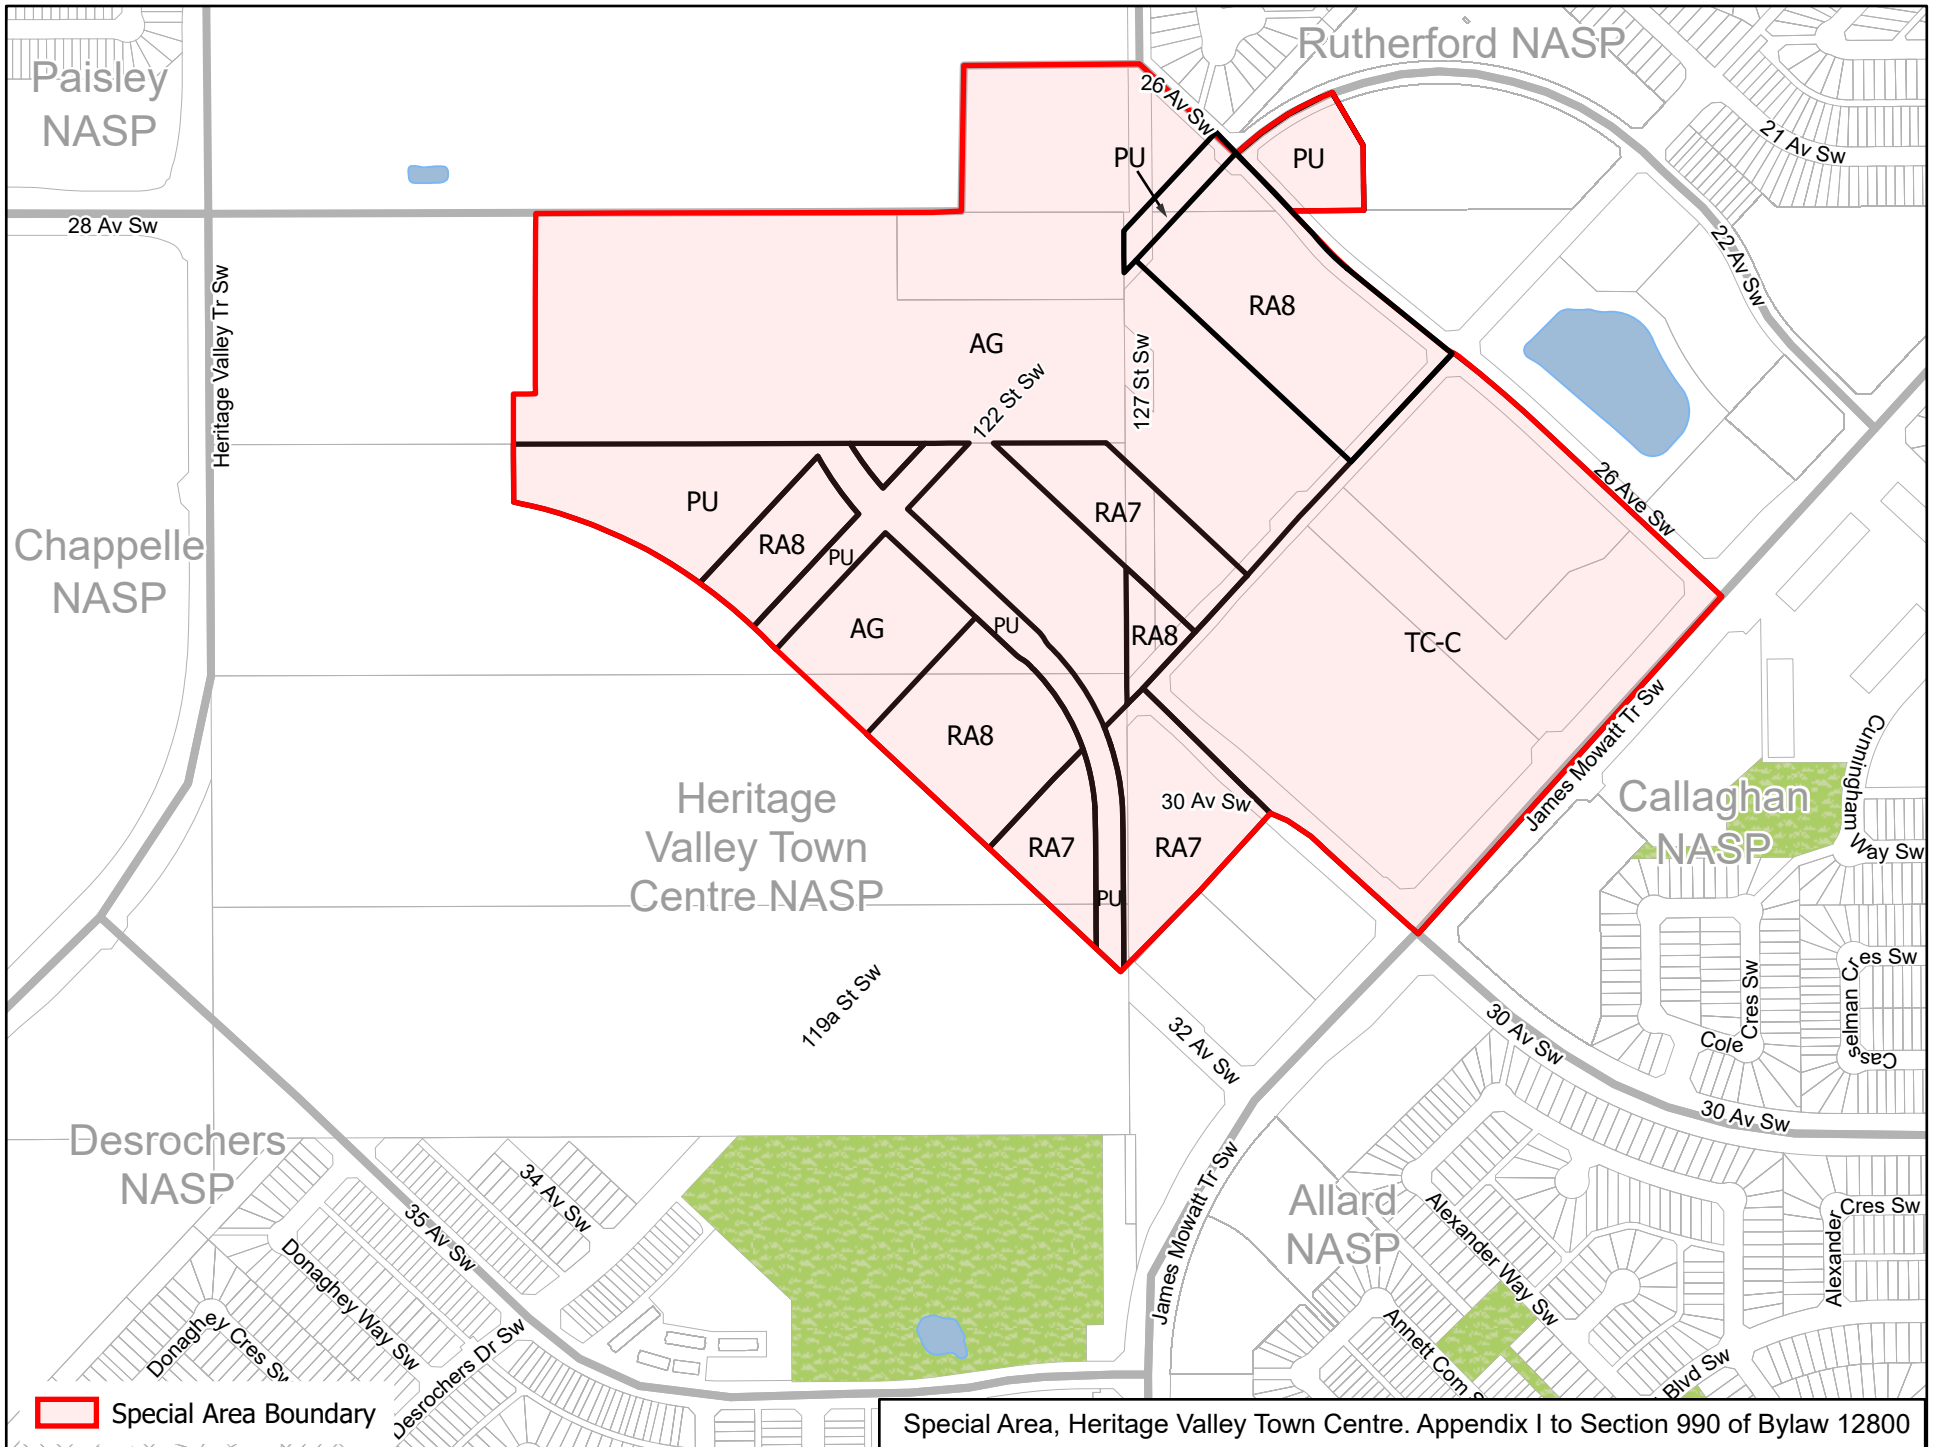 Rutherford NASP
Paisley
NASP
26 Av Sw
21 Av Sw
PU
PU
28 Av Sw
22 Av Sw
Heritage Valley Tr Sw
RA8
AG
127 St Sw
122 St Sw
26 Ave Sw
PU
RA7
RA8
PU
Chappelle
NASP
AG
PU
RA8
TC-C
James Mowatt Tr Sw
RA8
Cunningham
Way Sw
Callaghan
NASP
Heritage
Valley Town
Centre NASP
30 Av Sw
RA7
RA7
PU
Cres Sw
Casselman Cres Sw
Cole
119a St Sw
32 Av Sw
30 Av Sw
30 Av Sw
Desrochers
NASP
34 Av Sw
35 Av Sw
James Mowatt Tr Sw
Allard
NASP
Alexander Way Sw
Alexander
Cres Sw
Donaghey Way Sw
Donaghey Cres Sw
Desrochers Dr Sw
Annett Com S
Blvd Sw
Special Area Boundary
Special Area, Heritage Valley Town Centre. Appendix I to Section 990 of Bylaw 12800